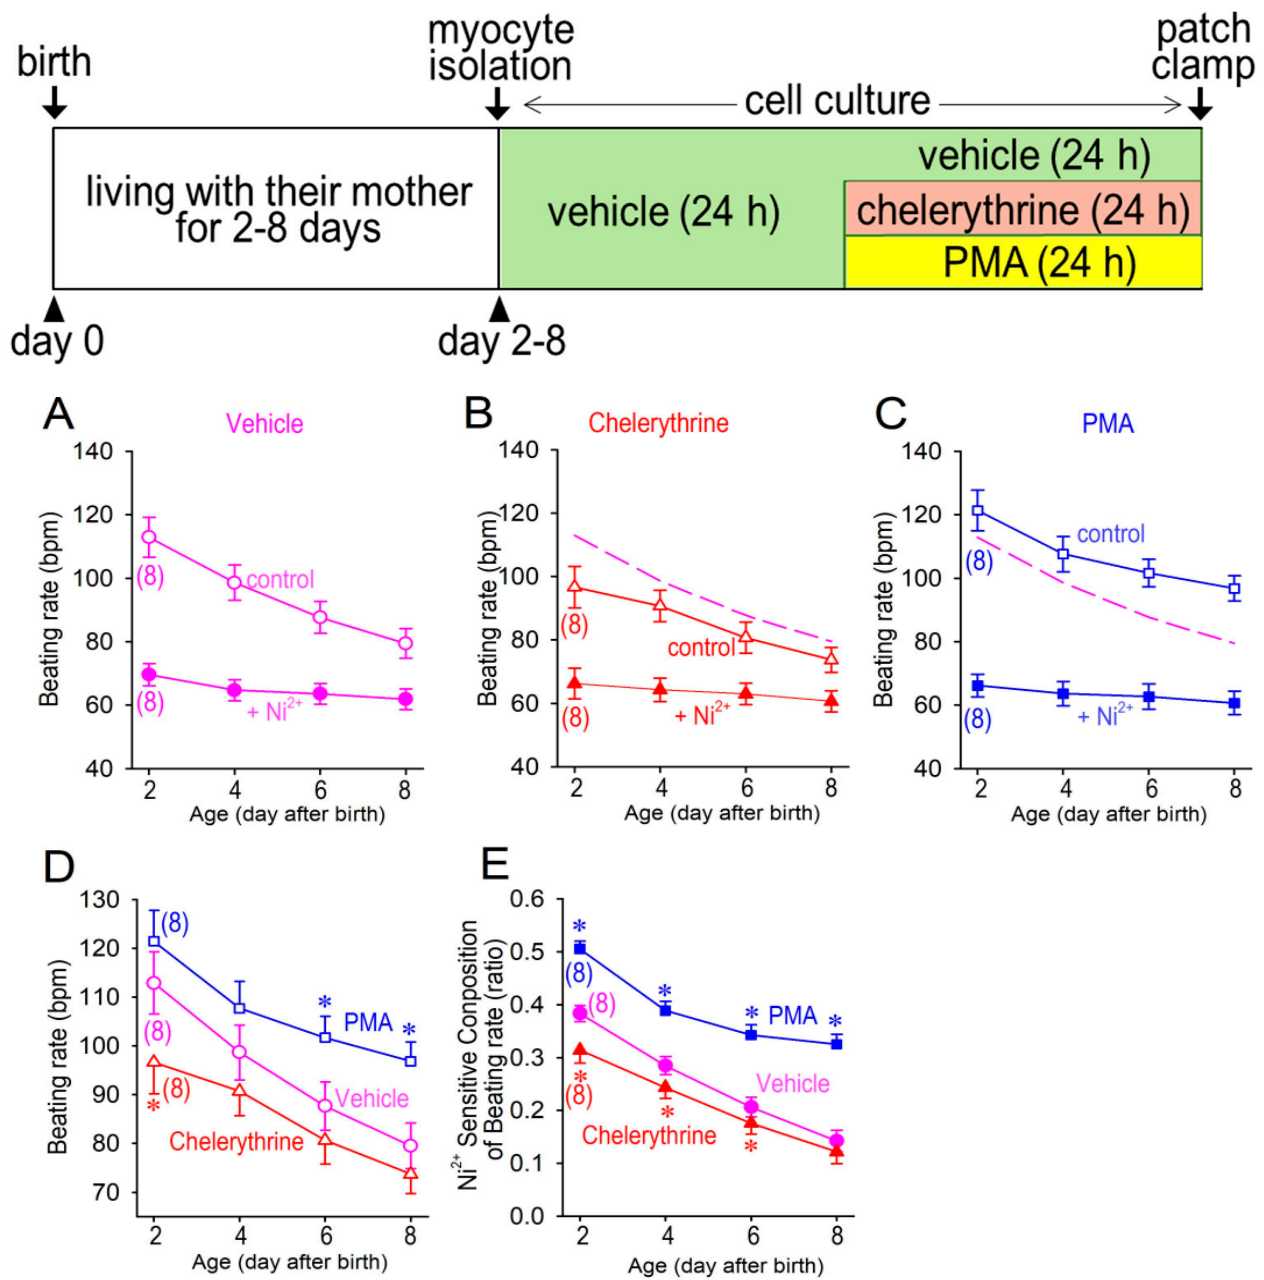 birth
myocyte
isolation
patch
clamp
cell culture
living with their mother
for 2-8 days
vehicle (24 h)
vehicle (24 h)
chelerythrine (24 h)
PMA (24 h)
day 0
day 2-8
A
Vehicle
Beating rate (bpm)
140
120
100
80
60
40
(8)
control
(8)
+ Ni2+
2 4 6 8
Age (day after birth)
B
Chelerythrine
Beating rate (bpm)
140
120
100
80
60
40
(8)
control
(8)
+ Ni2+
2 4 6 8
Age (day after birth)
C
PMA
Beating rate (bpm)
140
120
100
80
60
40
control
(8)
(8)
+ Ni2+
2 4 6 8
Age (day after birth)
D
Beating rate (bpm)
130
120
110
100
90
80
70
(8)
*
PMA
*
(8)
Vehicle
(8)
*
Chelerythrine
2 4 6 8
Age (day after birth)
E
Ni2+ Sensitive Composition
of Beating rate (ratio)
0.6
0.5
0.4
0.3
0.2
0.1
0.0
*
(8)
*
(8)
*
PMA
*
Vehicle
*
(8)
*
Chelerythrine
*
2 4 6 8
Age (day after birth)